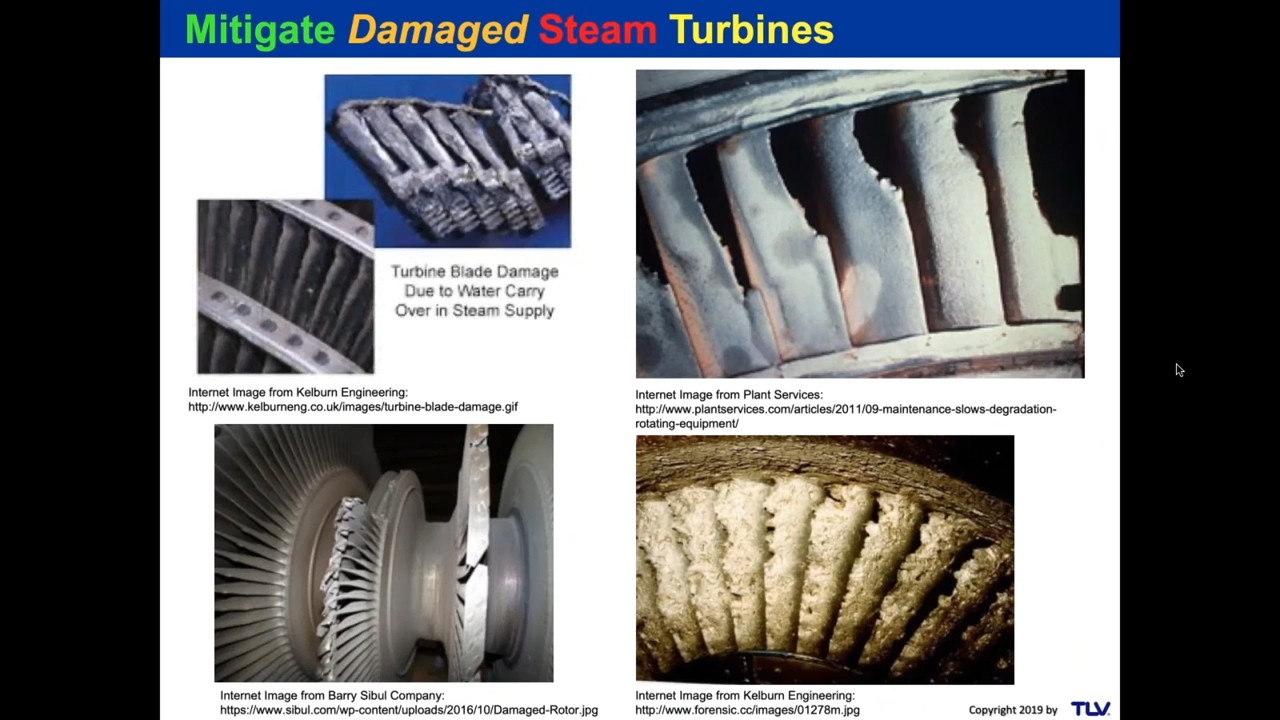 Mitigate Damaged Steam Turbines
Turbine Blade Damage
Due to Water Carry
Over in Steam Supply
Internet Image from Kelburn Engineering:
http://www.kelburneng.co.uk/images/turbine-blade-damage.gif
Internet Image from Plant Services:
http://www.plantservices.com/articles/2011/09-maintenance-slows-degradation-
rotating-equipment/
Internet Image from Barry Sibul Company:
https://www.sibul.com/wp-content/uploads/2016/10/Damaged-Rotor.jpg
Internet Image from Kelburn Engineering:
http://www.forensic.cc/images/01278m.jpg
Copyright 2019 by TLV